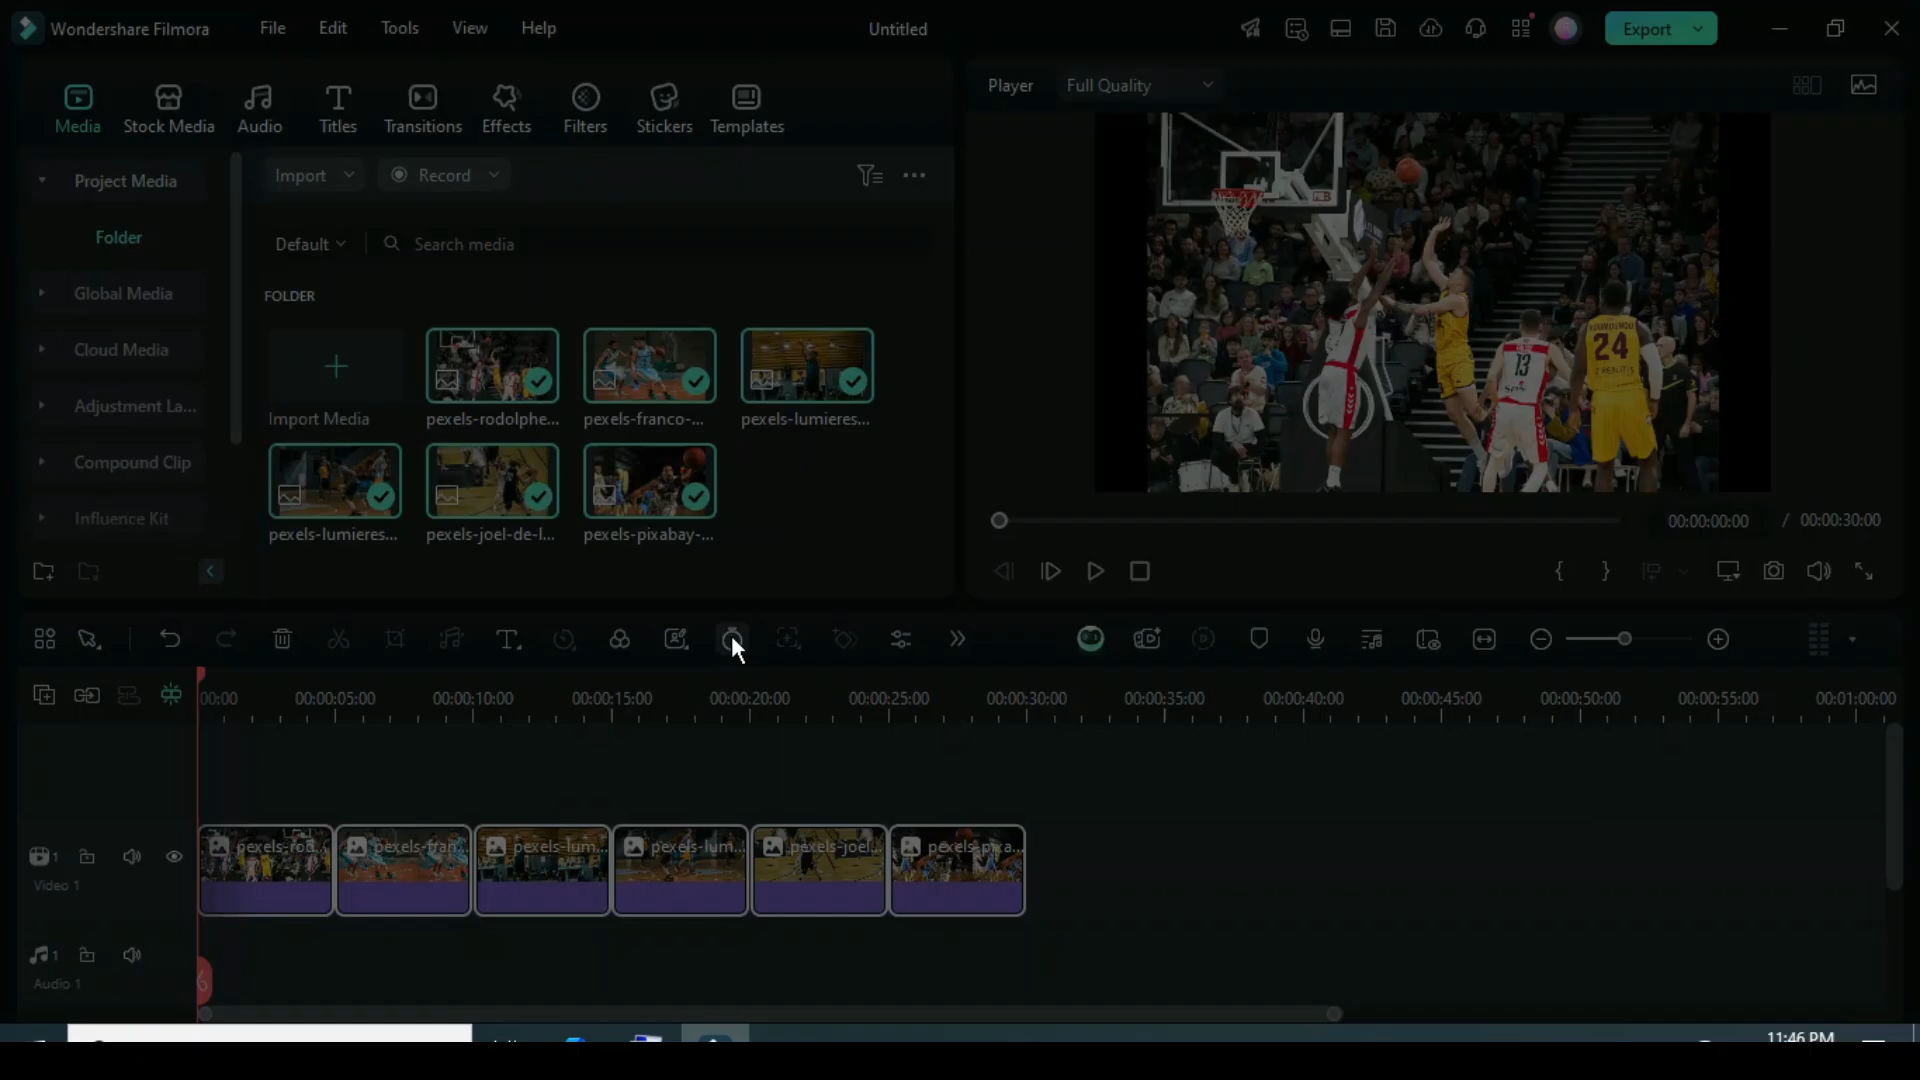 Wondershare Filmora
File
Edit
Tools
View
Help
Untitled
Export
Media
Stock Media
Audio
Titles
Transitions
Effects
Filters
Stickers
Templates
Player
Full Quality
Project Media
Folder
Global Media
Cloud Media
Adjustment La...
Compound Clip
Influence Kit
Import
Record
Default
Search media
FOLDER
Import Media
pexels-rodolphe...
pexels-franco-...
pexels-lumieres...
pexels-lumieres...
pexels-joel-de-l...
pexels-pixabay-...
13
24
00:00:00:00
/ 00:00:30:00
00:00
00:00:05:00
00:00:10:00
00:00:15:00
00:00:20:00
00:00:25:00
00:00:30:00
00:00:35:00
00:00:40:00
00:00:45:00
00:00:50:00
00:00:55:00
00:01:00:00
pexels-rod...
pexels-fran...
pexels-lum...
pexels-lum...
pexels-joel...
pexels-pixa...
1
Video 1
1
Audio 1
11:46 PM